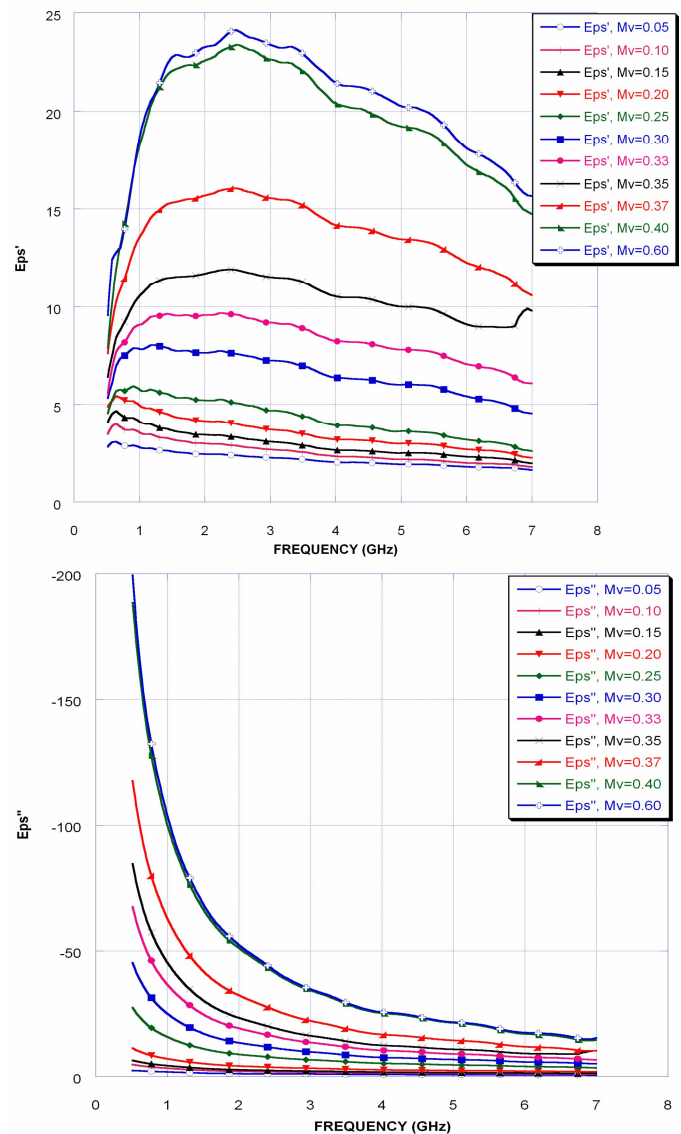 25
20
15
10
5
0
Eps'
0 1 2 3 4 5 6 7 8
FREQUENCY (GHz)
Eps', Mv=0.05
Eps', Mv=0.10
Eps', Mv=0.15
Eps', Mv=0.20
Eps', Mv=0.25
Eps', Mv=0.30
Eps', Mv=0.33
Eps', Mv=0.35
Eps', Mv=0.37
Eps', Mv=0.40
Eps', Mv=0.60
-200
-150
-100
-50
0
Eps"
0 1 2 3 4 5 6 7 8
FREQUENCY (GHz)
Eps", Mv=0.05
Eps", Mv=0.10
Eps", Mv=0.15
Eps", Mv=0.20
Eps", Mv=0.25
Eps", Mv=0.30
Eps", Mv=0.33
Eps", Mv=0.35
Eps", Mv=0.37
Eps", Mv=0.40
Eps", Mv=0.60